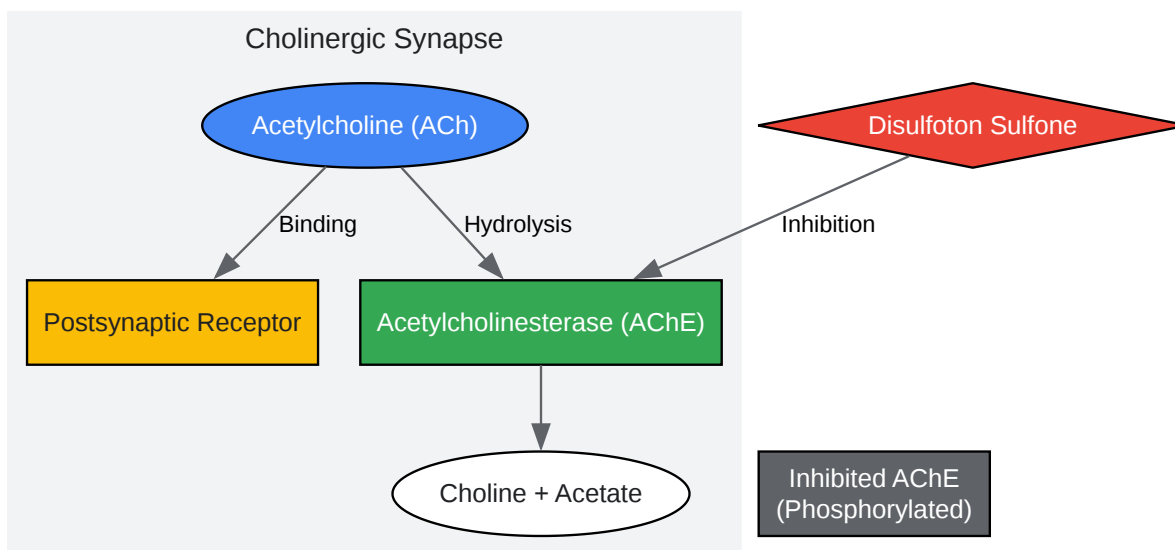 Cholinergic Synapse
Acetylcholine (ACh)
Disulfoton Sulfone
Binding
Hydrolysis
Inhibition
Postsynaptic Receptor
Acetylcholinesterase (AChE)
Choline + Acetate
Inhibited AChE
(Phosphorylated)